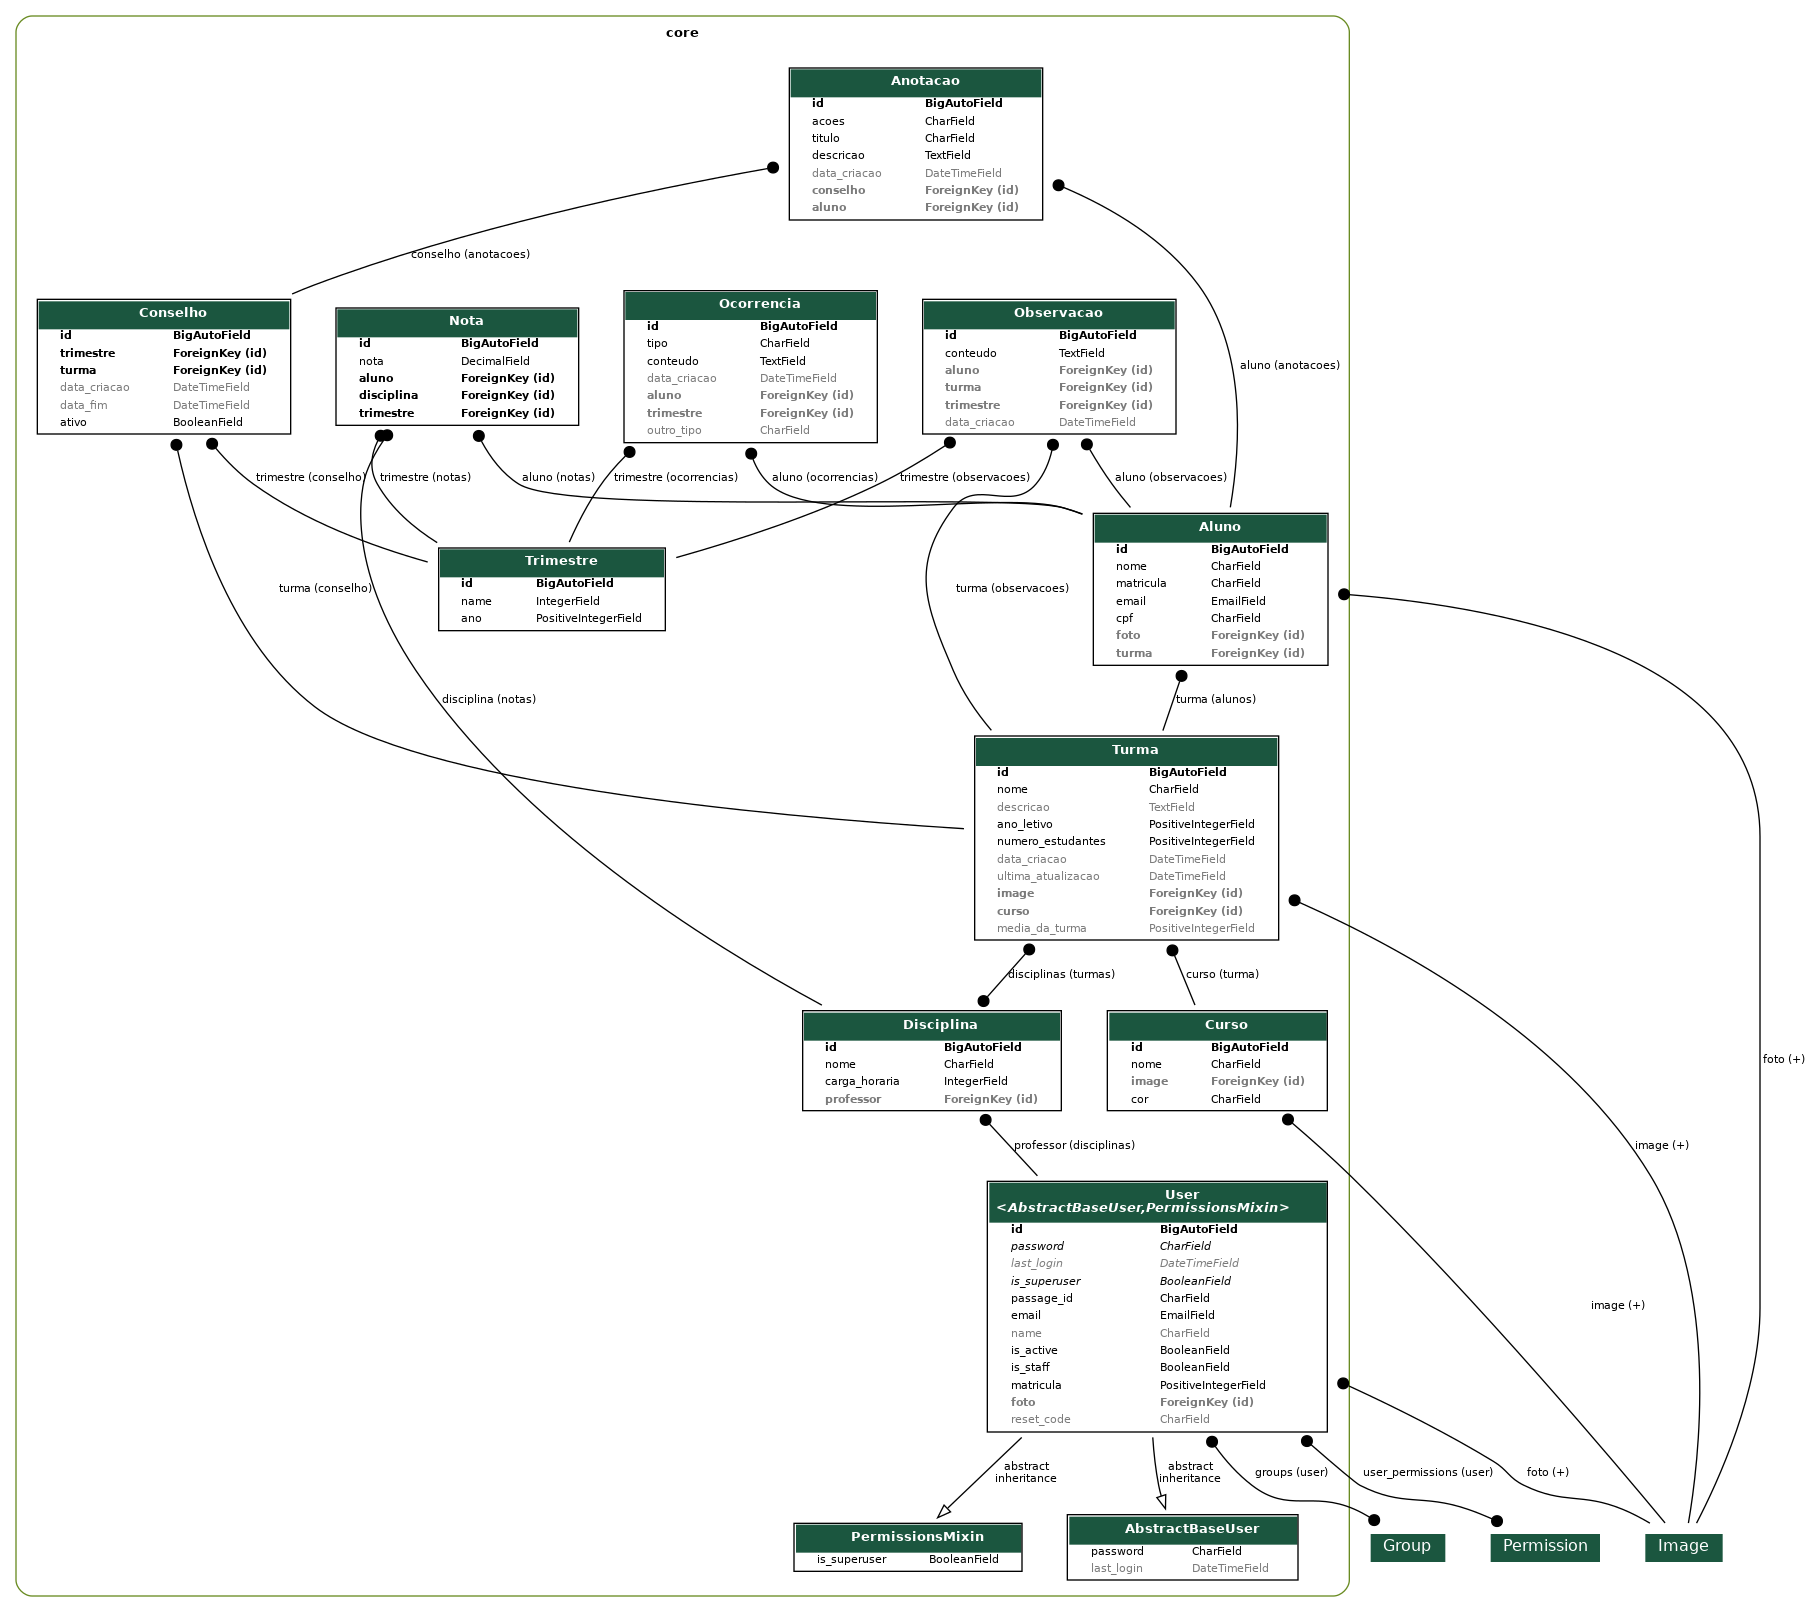 core
Anotacao
id BigAutoField
acoes CharField
titulo CharField
descricao TextField
data_criacao DateTimeField
conselho ForeignKey (id)
aluno ForeignKey (id)
conselho (anotacoes)
aluno (anotacoes)
Conselho
id BigAutoField
trimestre ForeignKey (id)
turma ForeignKey (id)
data_criacao DateTimeField
data_fim DateTimeField
ativo BooleanField
Nota
id BigAutoField
nota DecimalField
aluno ForeignKey (id)
disciplina ForeignKey (id)
trimestre ForeignKey (id)
Ocorrencia
id BigAutoField
tipo CharField
conteudo TextField
data_criacao DateTimeField
aluno ForeignKey (id)
trimestre ForeignKey (id)
outro_tipo CharField
Observacao
id BigAutoField
conteudo TextField
aluno ForeignKey (id)
turma ForeignKey (id)
trimestre ForeignKey (id)
data_criacao DateTimeField
trimestre (conselho)
trimestre (notas)
aluno (notas)
trimestre (ocorrencias)
aluno (ocorrencias)
trimestre (observacoes)
aluno (observacoes)
Trimestre
id BigAutoField
name IntegerField
ano PositiveIntegerField
Aluno
id BigAutoField
nome CharField
matricula CharField
email EmailField
cpf CharField
foto ForeignKey (id)
turma ForeignKey (id)
turma (conselho)
turma (observacoes)
disciplina (notas)
turma (alunos)
Turma
id BigAutoField
nome CharField
descricao TextField
ano_letivo PositiveIntegerField
numero_estudantes PositiveIntegerField
data_criacao DateTimeField
ultima_atualizacao DateTimeField
image ForeignKey (id)
curso ForeignKey (id)
media_da_turma PositiveIntegerField
disciplinas (turmas)
curso (turma)
Disciplina
id BigAutoField
nome CharField
carga_horaria IntegerField
professor ForeignKey (id)
Curso
id BigAutoField
nome CharField
image ForeignKey (id)
cor CharField
foto (+)
professor (disciplinas)
image (+)
User
<AbstractBaseUser,PermissionsMixin>
id BigAutoField
password CharField
last_login DateTimeField
is_superuser BooleanField
passage_id CharField
email EmailField
name CharField
is_active BooleanField
is_staff BooleanField
matricula PositiveIntegerField
foto ForeignKey (id)
reset_code CharField
image (+)
abstract
inheritance
abstract
inheritance
groups (user)
user_permissions (user)
foto (+)
PermissionsMixin
is_superuser BooleanField
AbstractBaseUser
password CharField
last_login DateTimeField
Group
Permission
Image